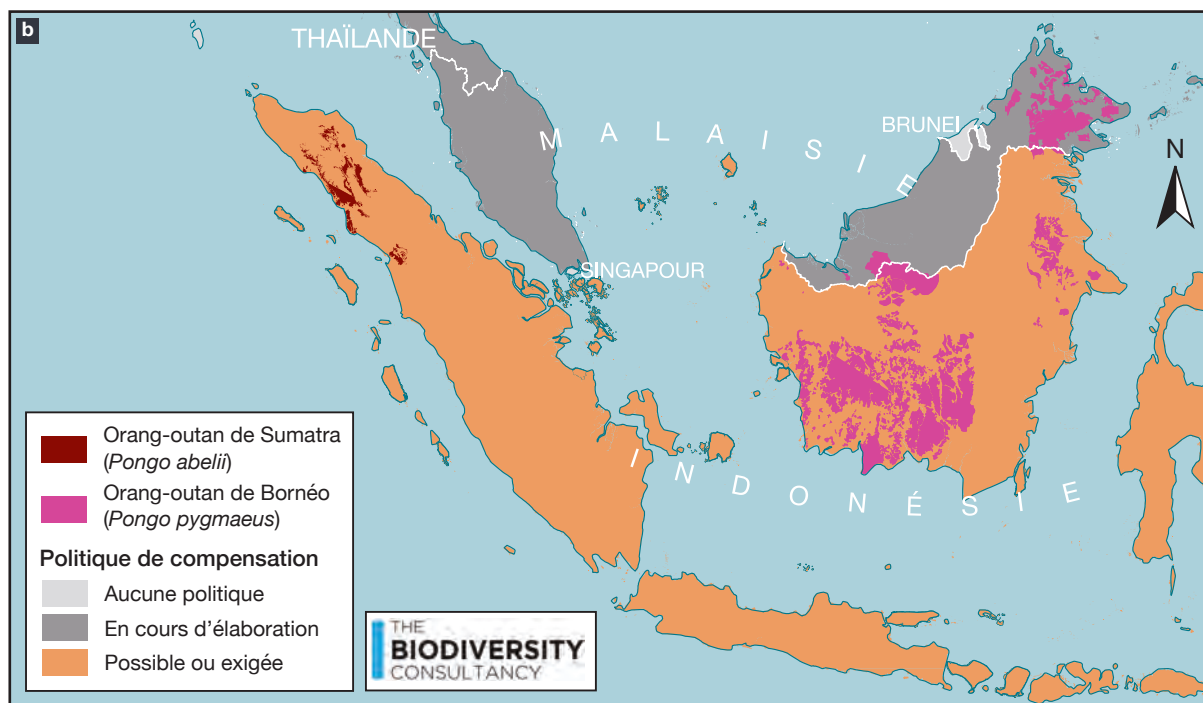 b
THAÏLANDE
MALAISIE
BRUNEI
N
SINGAPOUR
INDONÉSIE
Orang-outan de Sumatra
(Pongo abelii)
Orang-outan de Bornéo
(Pongo pygmaeus)
Politique de compensation
Aucune politique
En cours d'élaboration
Possible ou exigée
THE
BIODIVERSITY
CONSULTANCY